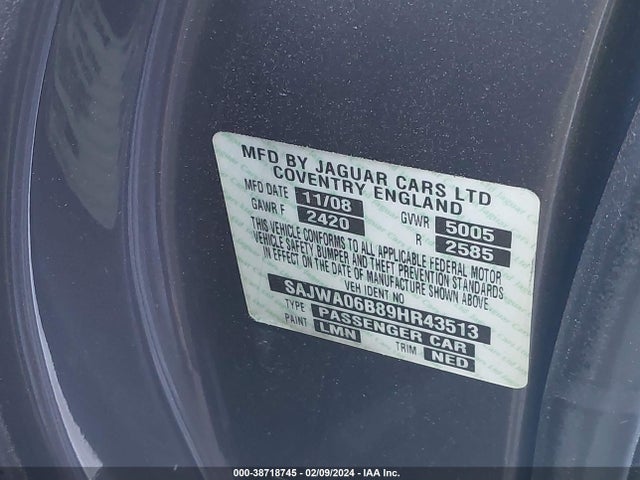 MFD BY JAGUAR CARS LTD
COVENTRY ENGLAND
MFD DATE 11/08 GVWR 5005
GAWR F 2420 R 2585
THIS VEHICLE CONFORMS TO ALL APPLICABLE FEDERAL MOTOR
VEHICLE SAFETY BUMPER AND THEFT PREVENTION STANDARDS
IN EFFECT ON THE DATE OF MANUFACTURE SHOWN ABOVE.
VEH IDENT NO
SAJWA06B89HR43513
TYPE PASSENGER CAR
PAINT LMN TRIM NED
000-38718745 - 02/09/2024 - IAA Inc.